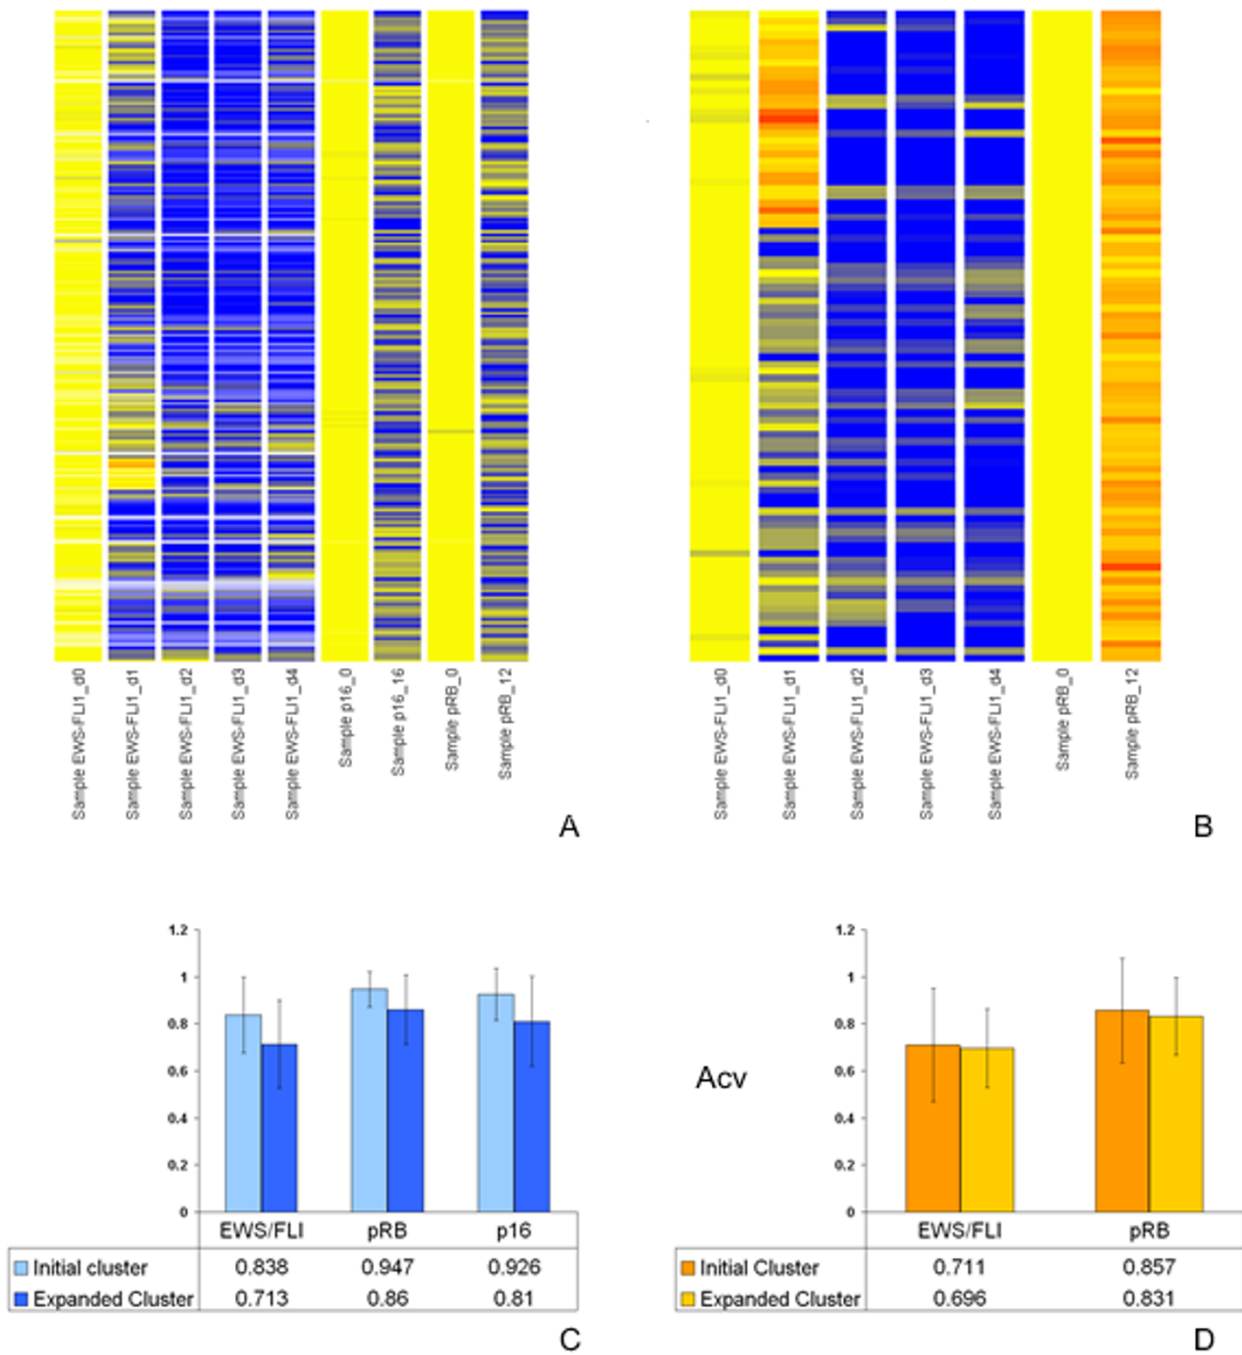 Sample EWS-FLI1_d0
Sample EWS-FLI1_d1
Sample EWS-FLI1_d2
Sample EWS-FLI1_d3
Sample EWS-FLI1_d4
Sample p16_0
Sample p16_16
Sample pRB_0
Sample pRB_12
A
Sample EWS-FLI1_d0
Sample EWS-FLI1_d1
Sample EWS-FLI1_d2
Sample EWS-FLI1_d3
Sample EWS-FLI1_d4
Sample pRB_0
Sample pRB_12
B
1.2
1
0.8
0.6
0.4
0.2
0
EWS/FLI pRB p16
Initial cluster 0.838 0.947 0.926
Expanded Cluster 0.713 0.86 0.81
C
Acv
1.2
1
0.8
0.6
0.4
0.2
0
EWS/FLI pRB
Initial Cluster 0.711 0.857
Expanded Cluster 0.696 0.831
D